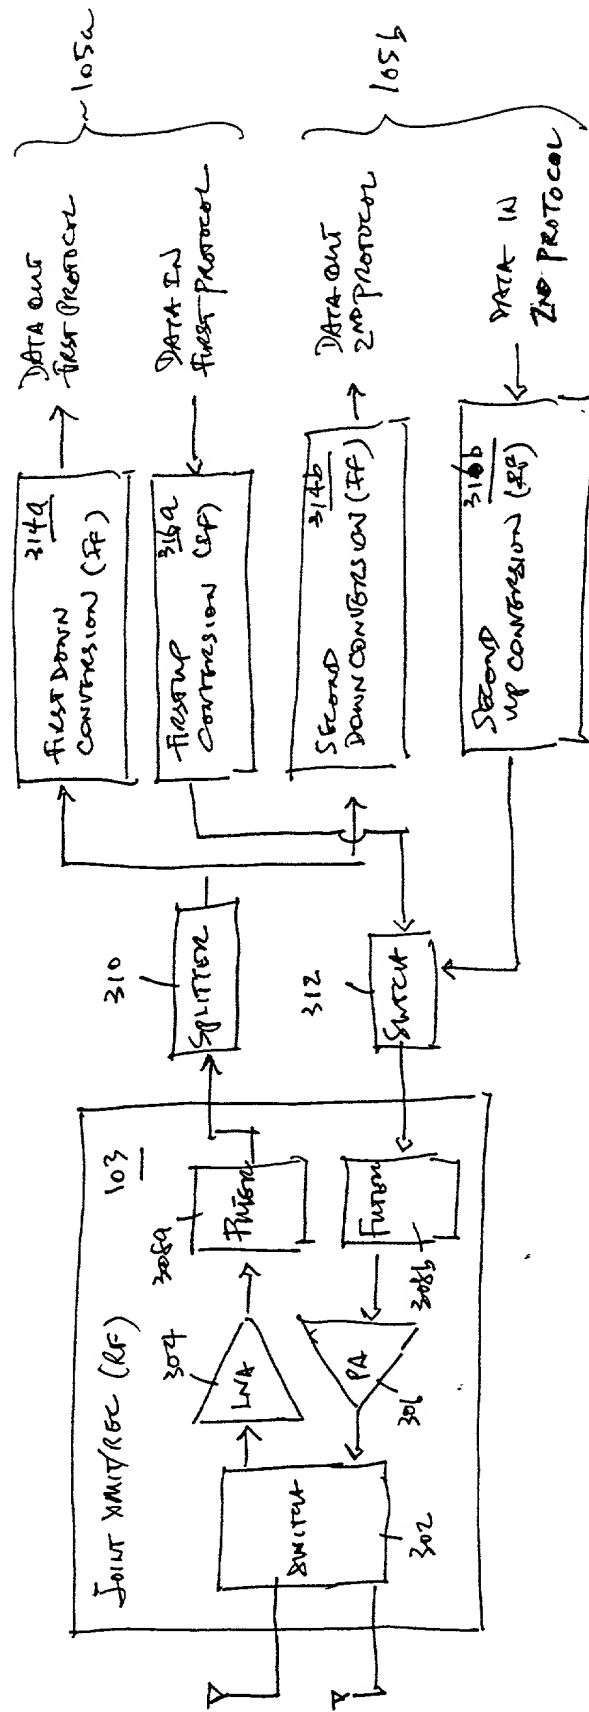 JOINT XMIT/REC (RF)
103
SWITCH
302
LNA
304
PA
306
FILTER
308a
FILTER
308b
SPLITTER
310
SWITCH
312
314a
FIRST DOWN
CONVERSION (IF)
316a
FIRST UP
CONVERSION (IF)
314b
SECOND
DOWN CONVERSION (IF)
316b
SECOND
UP CONVERSION (IF)
DATA OUT
FIRST PROTOCOL
DATA IN
FIRST PROTOCOL
DATA OUT
2ND PROTOCOL
DATA IN
2ND PROTOCOL
~105a
105b